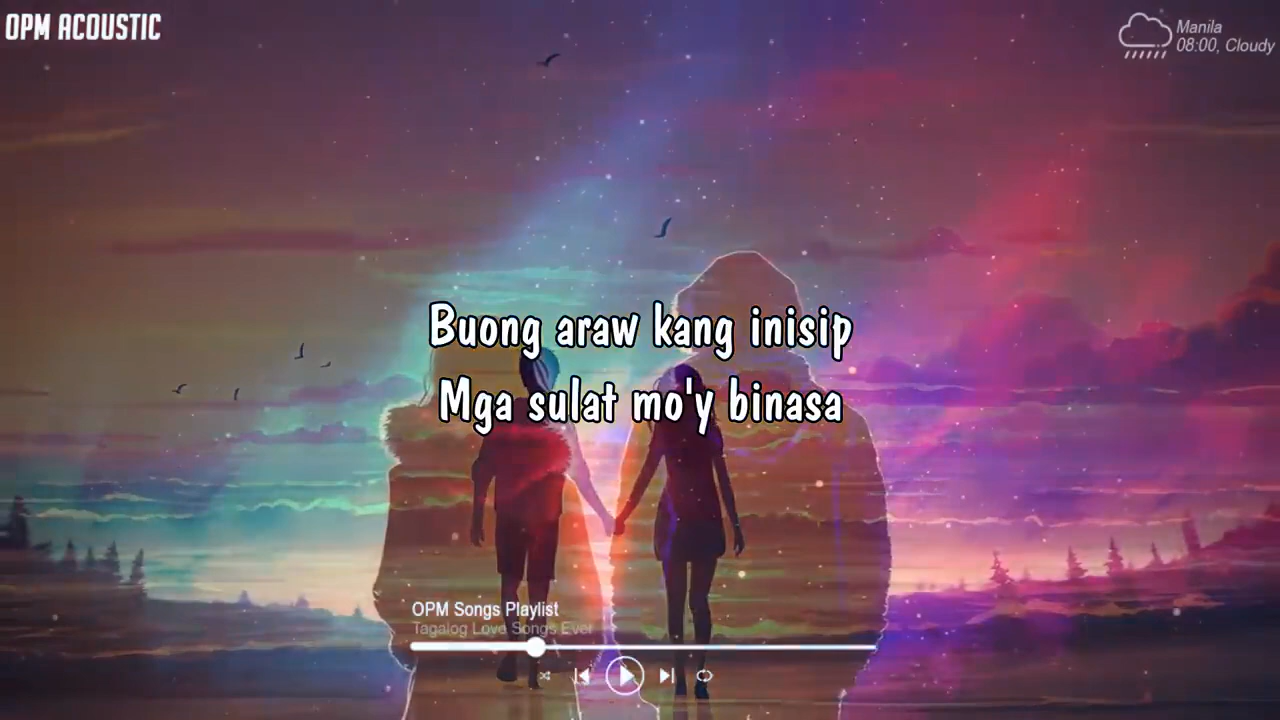 OPM ACOUSTIC
Manila
08:00, Cloudy
Buong araw kang inisip
Mga sulat mo'y binasa
OPM Songs Playlist
Tagalog Love Songs Ever